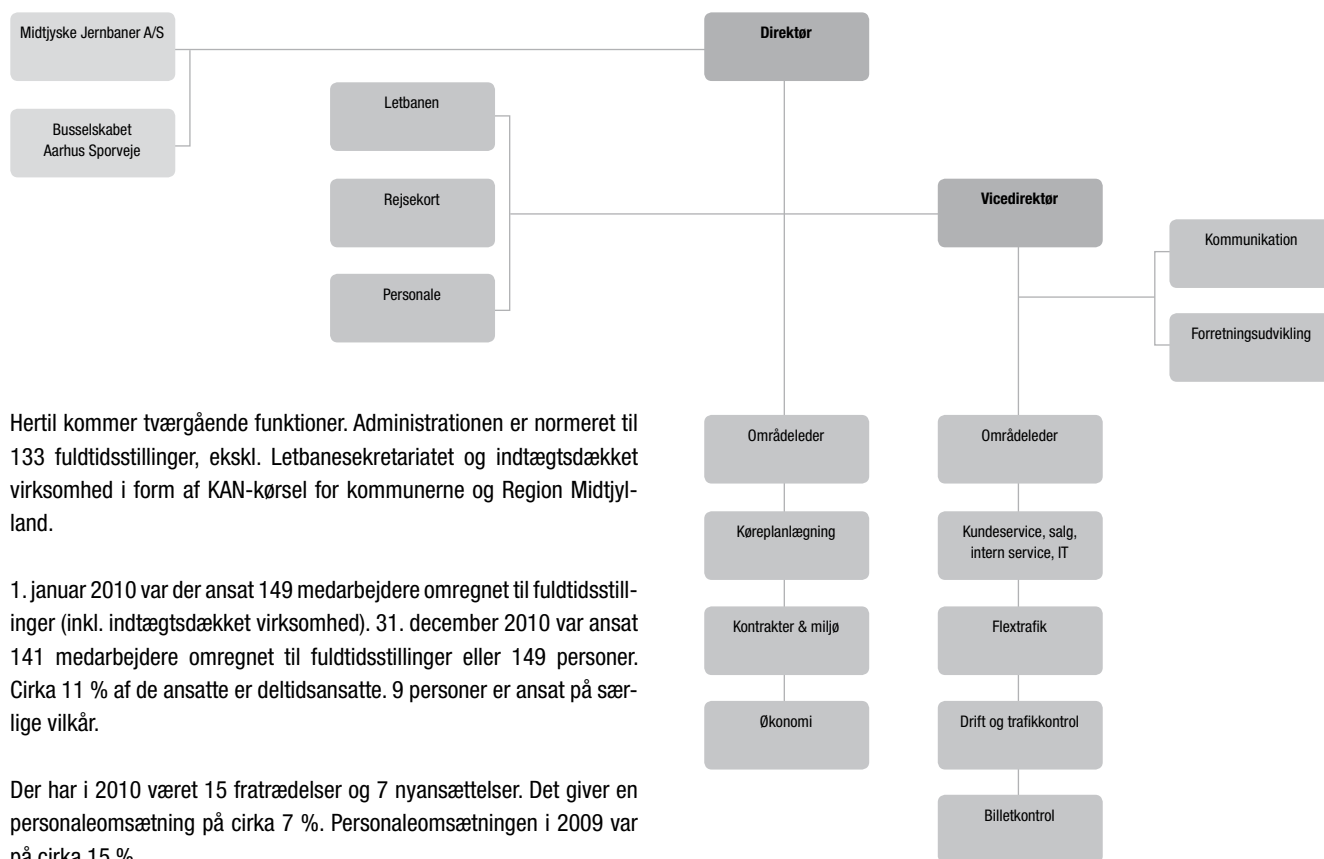 Midtjyske Jernbaner A/S
Direktør
Letbanen
Busselskabet
Aarhus Sporveje
Rejsekort
Vicedirektør
Kommunikation
Personale
Forretningsudvikling
Hertil kommer tværgående funktioner. Administrationen er normeret til
133 fuldtidsstillinger, ekskl. Letbanesekretariatet og indtægtsdækket
virksomhed i form af KAN-kørsel for kommunerne og Region Midtjyl-
land.
1. januar 2010 var der ansat 149 medarbejdere omregnet til fuldtidsstill-
inger (inkl. indtægtsdækket virksomhed). 31. december 2010 var ansat
141 medarbejdere omregnet til fuldtidsstillinger eller 149 personer.
Cirka 11 % af de ansatte er deltidsansatte. 9 personer er ansat på sær-
lige vilkår.
Der har i 2010 været 15 fratrædelser og 7 nyansættelser. Det giver en
personaleomsætning på cirka 7 %. Personaleomsætningen i 2009 var
på cirka 15 %.
Områdeleder
Køreplanlægning
Kontrakter & miljø
Økonomi
Områdeleder
Kundeservice, salg,
intern service, IT
Flextrafik
Drift og trafikkontrol
Billetkontrol